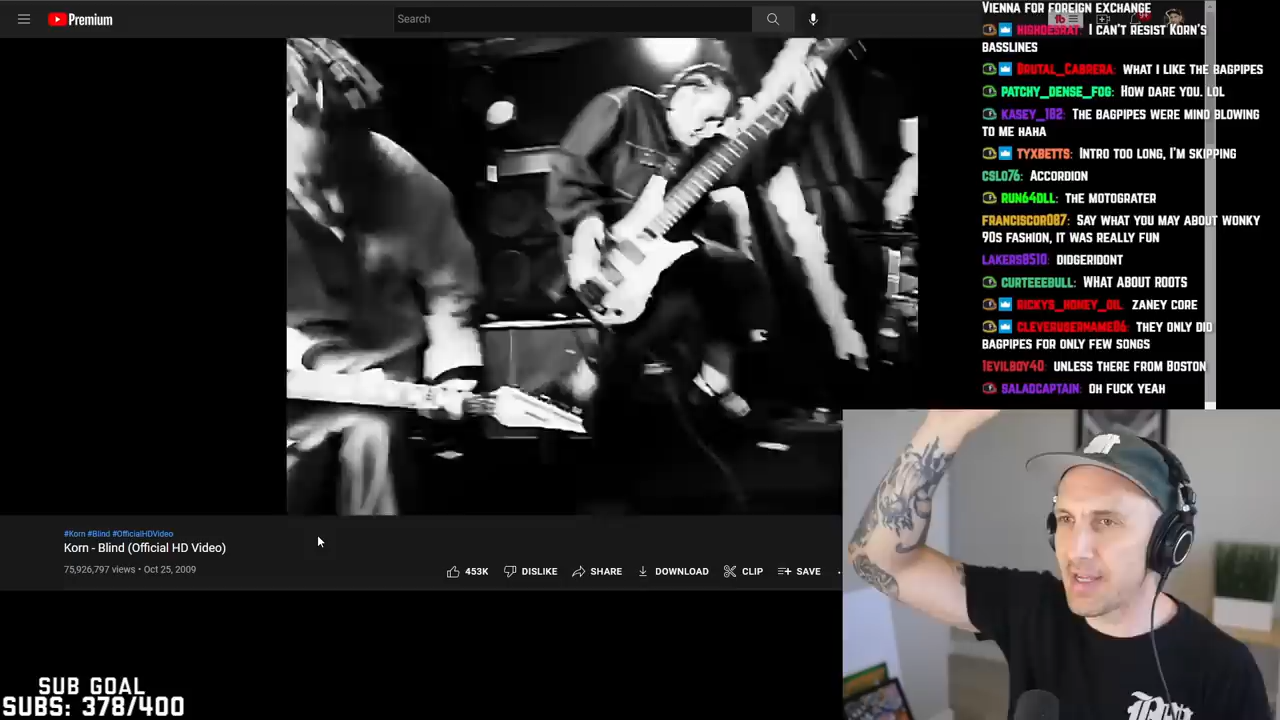 Premium
Search
VIENNA FOR FOREIGN EXCHANGE
HIGHDESRAT: I CAN'T RESIST KORN'S
BASSLINES
BRUTAL_CABRERA: WHAT I LIKE THE BAGPIPES
PATCHY_DENSE_FOG: HOW DARE YOU. LOL
KASEY_182: THE BAGPIPES WERE MIND BLOWING
TO ME HAHA
TYXBETTS: INTRO TOO LONG, I'M SKIPPING
CSLO76: ACCORDION
RUN64DLL: THE MOTOGRATER
FRANCISCOR087: SAY WHAT YOU MAY ABOUT WONKY
90S FASHION, IT WAS REALLY FUN
LAKERS8510: DIDGERIDONT
CURTEEEBULL: WHAT ABOUT ROOTS
RICKYS_HONEY_OIL: ZANEY CORE
CLEVERUSERNAME86: THEY ONLY DID
BAGPIPES FOR ONLY FEW SONGS
1EVILBOY40: UNLESS THERE FROM BOSTON
SALADCAPTAIN: OH FUCK YEAH
#Korn #Blind #OfficialHDVideo
Korn - Blind (Official HD Video)
75,926,797 views • Oct 25, 2009
453K DISLIKE SHARE DOWNLOAD CLIP SAVE
SUB GOAL
SUBS: 378/400